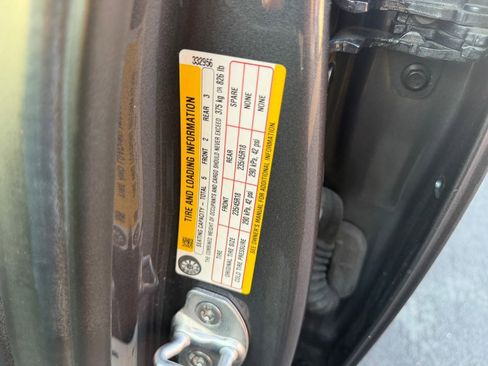 332956
TIRE AND LOADING INFORMATION
SEATING CAPACITY - TOTAL 5 FRONT 2 REAR 3
THE COMBINED WEIGHT OF OCCUPANTS AND CARGO SHOULD NEVER EXCEED 375 kg OR 826 lb
TIRE FRONT REAR SPARE
ORIGINAL TIRE SIZE 235/45R18 235/45R18 NONE
COLD TIRE PRESSURE 290 kPa, 42 psi 290 kPa, 42 psi NONE
SEE OWNER'S MANUAL FOR ADDITIONAL INFORMATION.